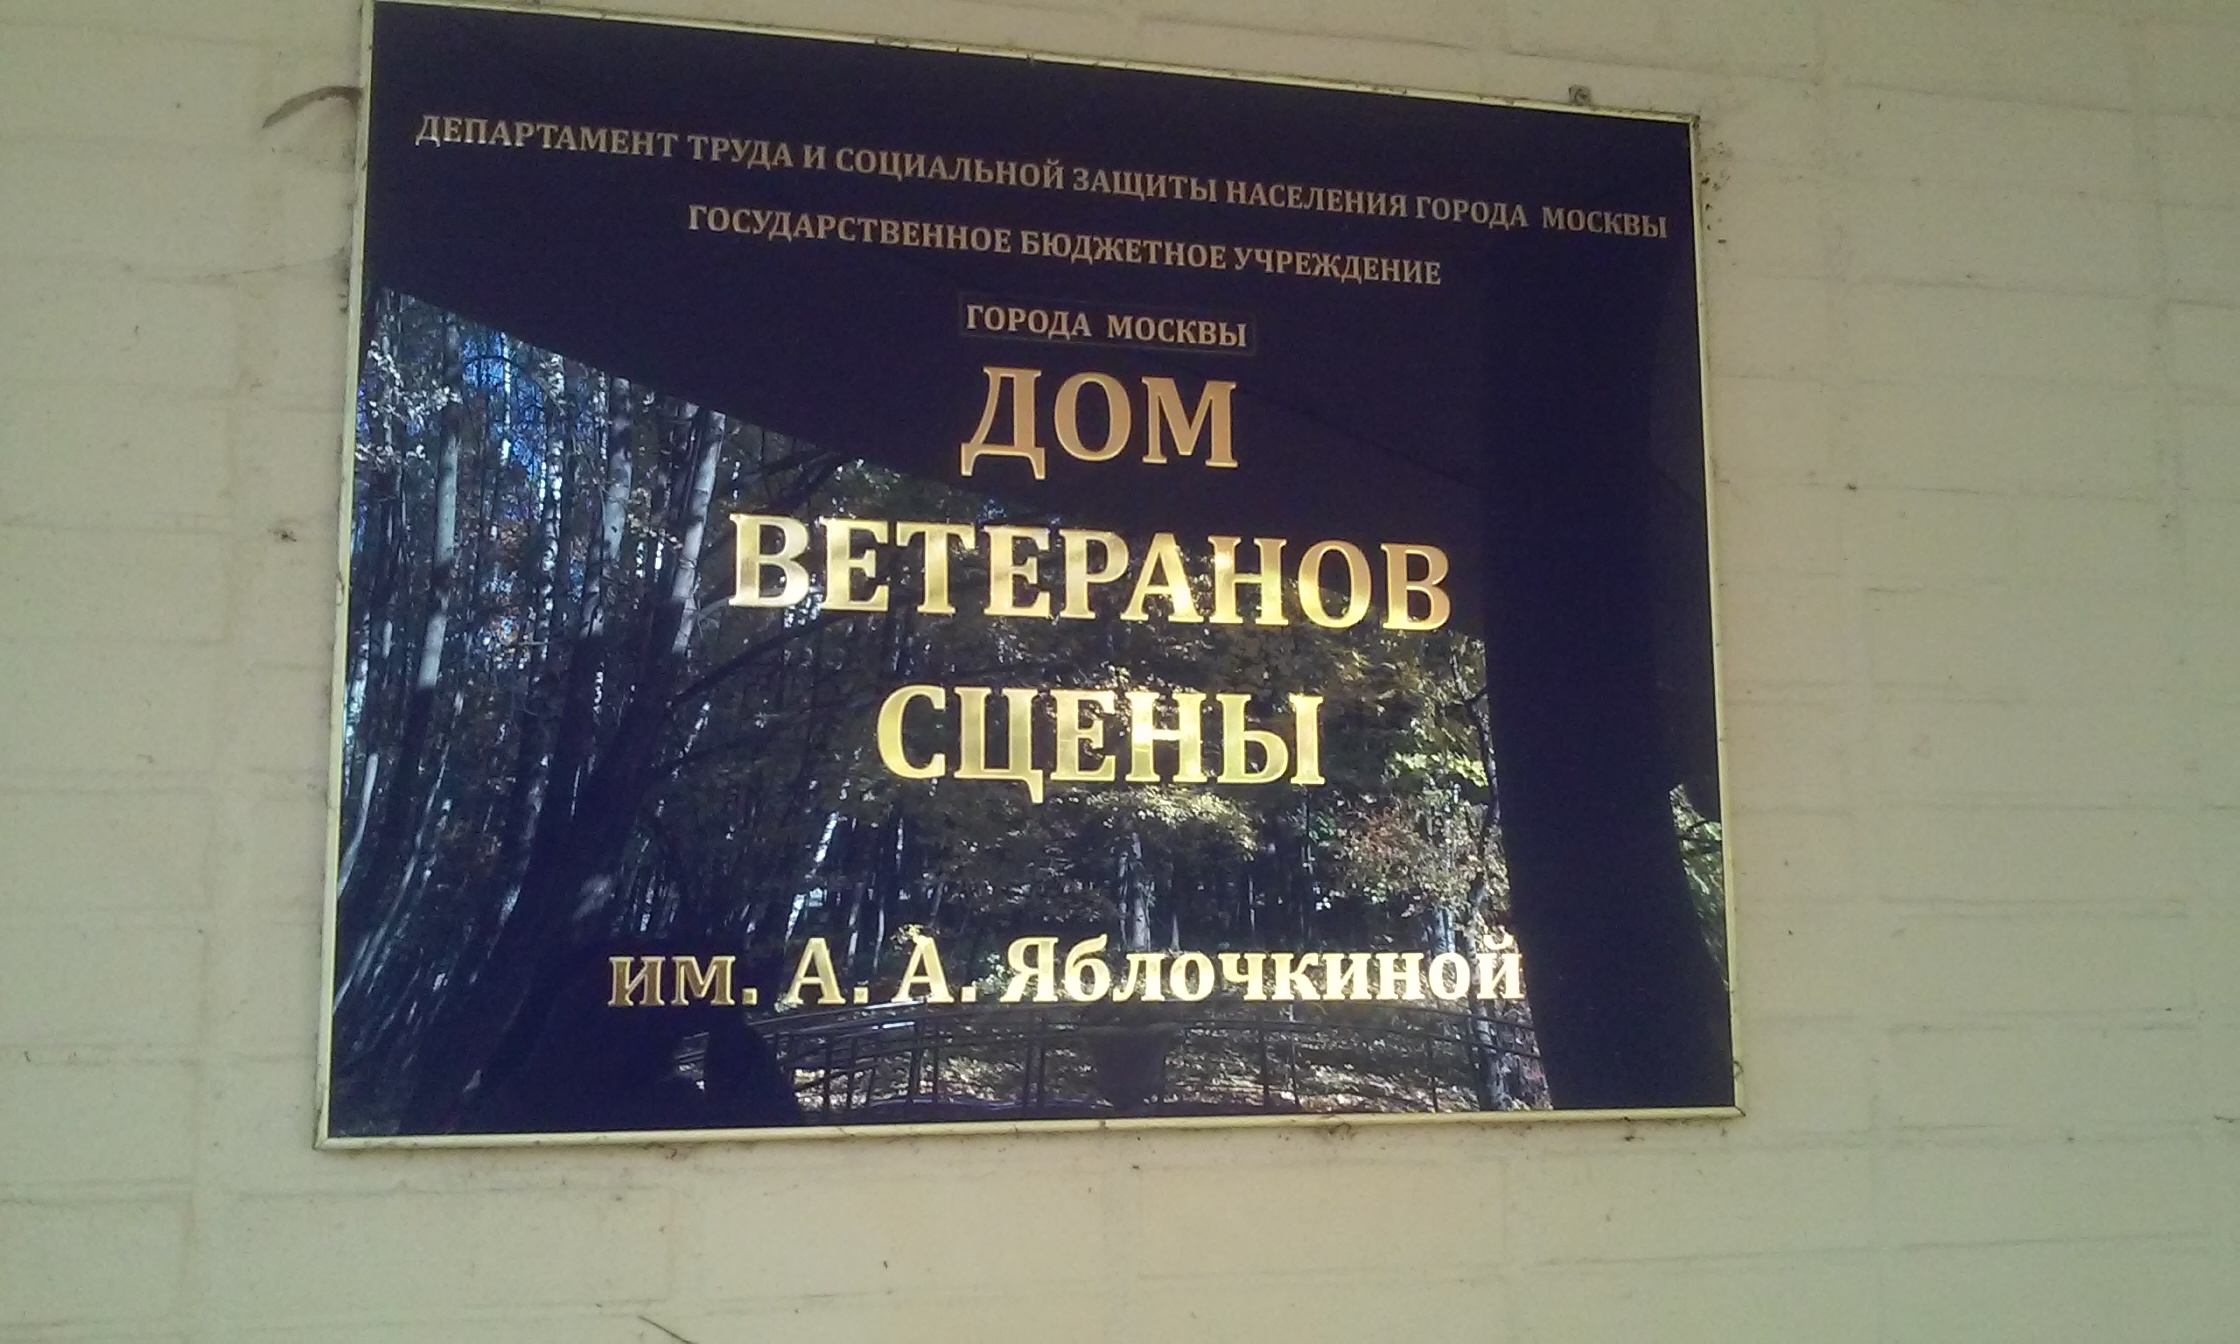 ДЕПАРТАМЕНТ ТРУДА И СОЦИАЛЬНОЙ ЗАЩИТЫ НАСЕЛЕНИЯ ГОРОДА МОСКВЫ
ГОСУДАРСТВЕННОЕ БЮДЖЕТНОЕ УЧРЕЖДЕНИЕ
ГОРОДА МОСКВЫ
ДОМ
ВЕТЕРАНОВ
СЦЕНЫ
им. А. А. Яблочкиной